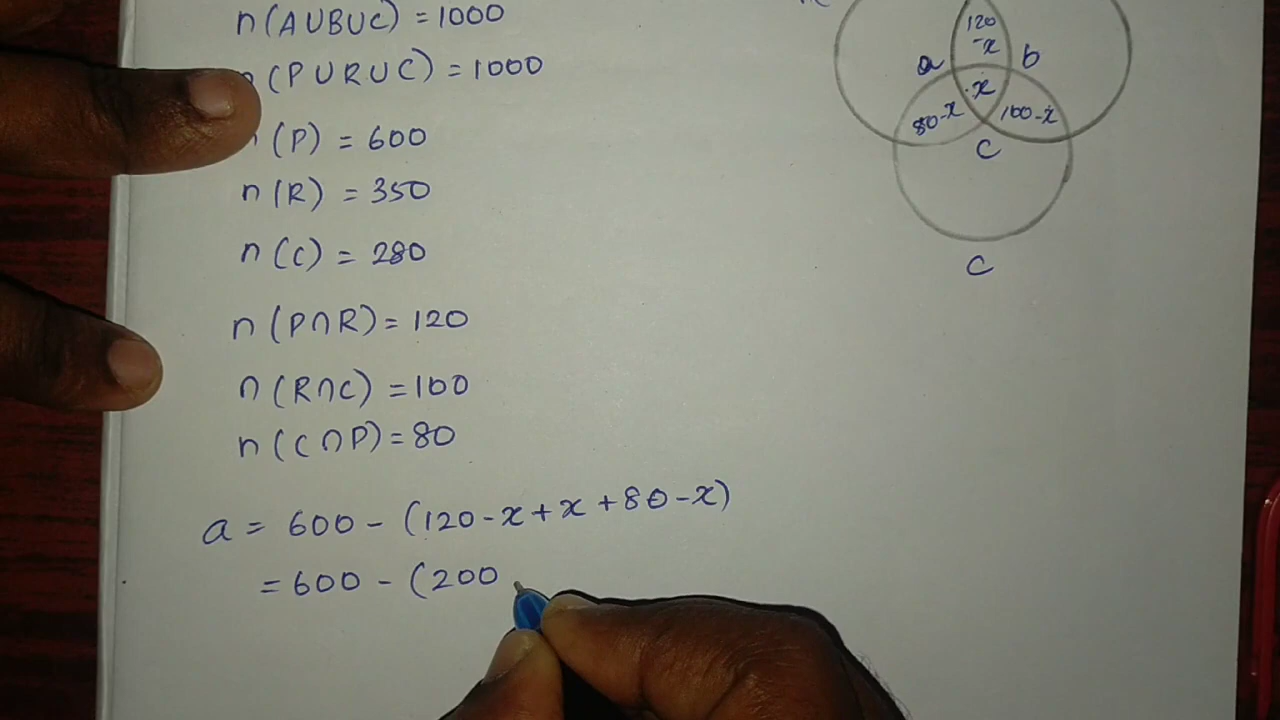 n(AUBUC) = 1000
(PURUC) = 1000
(P) = 600
n(R) = 350
n(C) = 280
n(P∩R) = 120
n(R∩C) = 100
n(C∩P) = 80
a = 600 - (120 - x + x + 80 - x)
= 600 - (200
120
-x
a
b
x
80-x
100-x
C
C